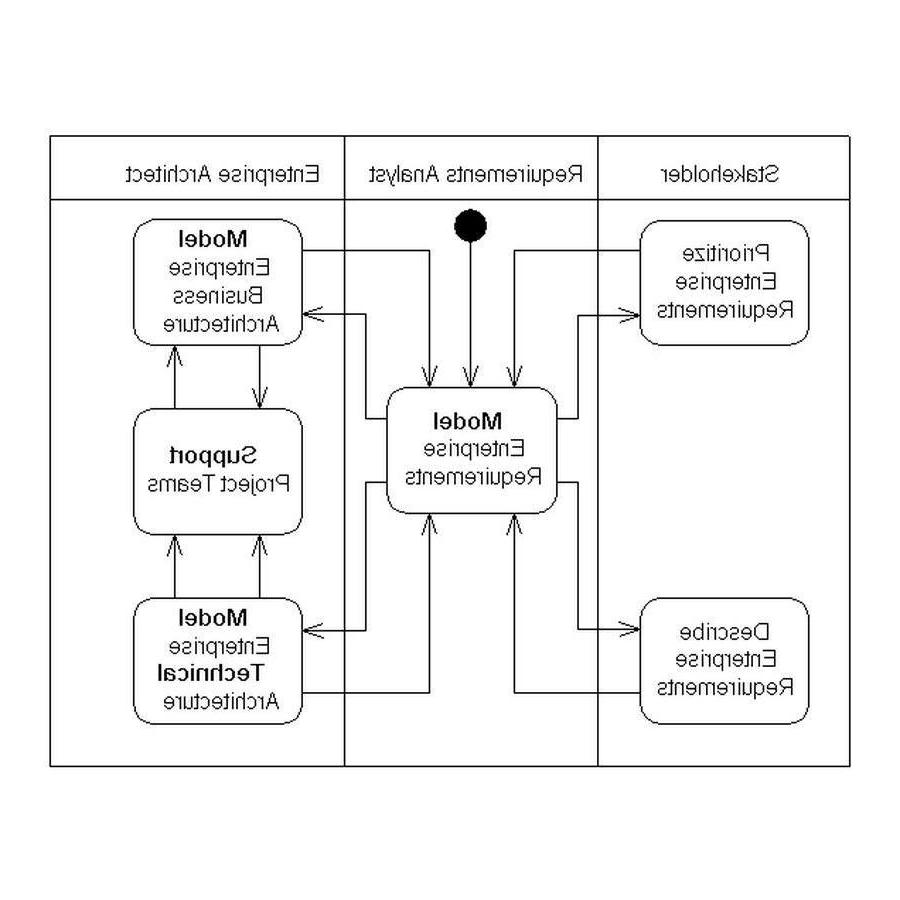 Stakeholder
Requirements Analyst
Enterprise Architect
Prioritize
Enterprise
Requirements
Model
Enterprise
Business
Architecture
Model
Enterprise
Requirements
Support
Project Teams
Describe
Enterprise
Requirements
Model
Enterprise
Technical
Architecture